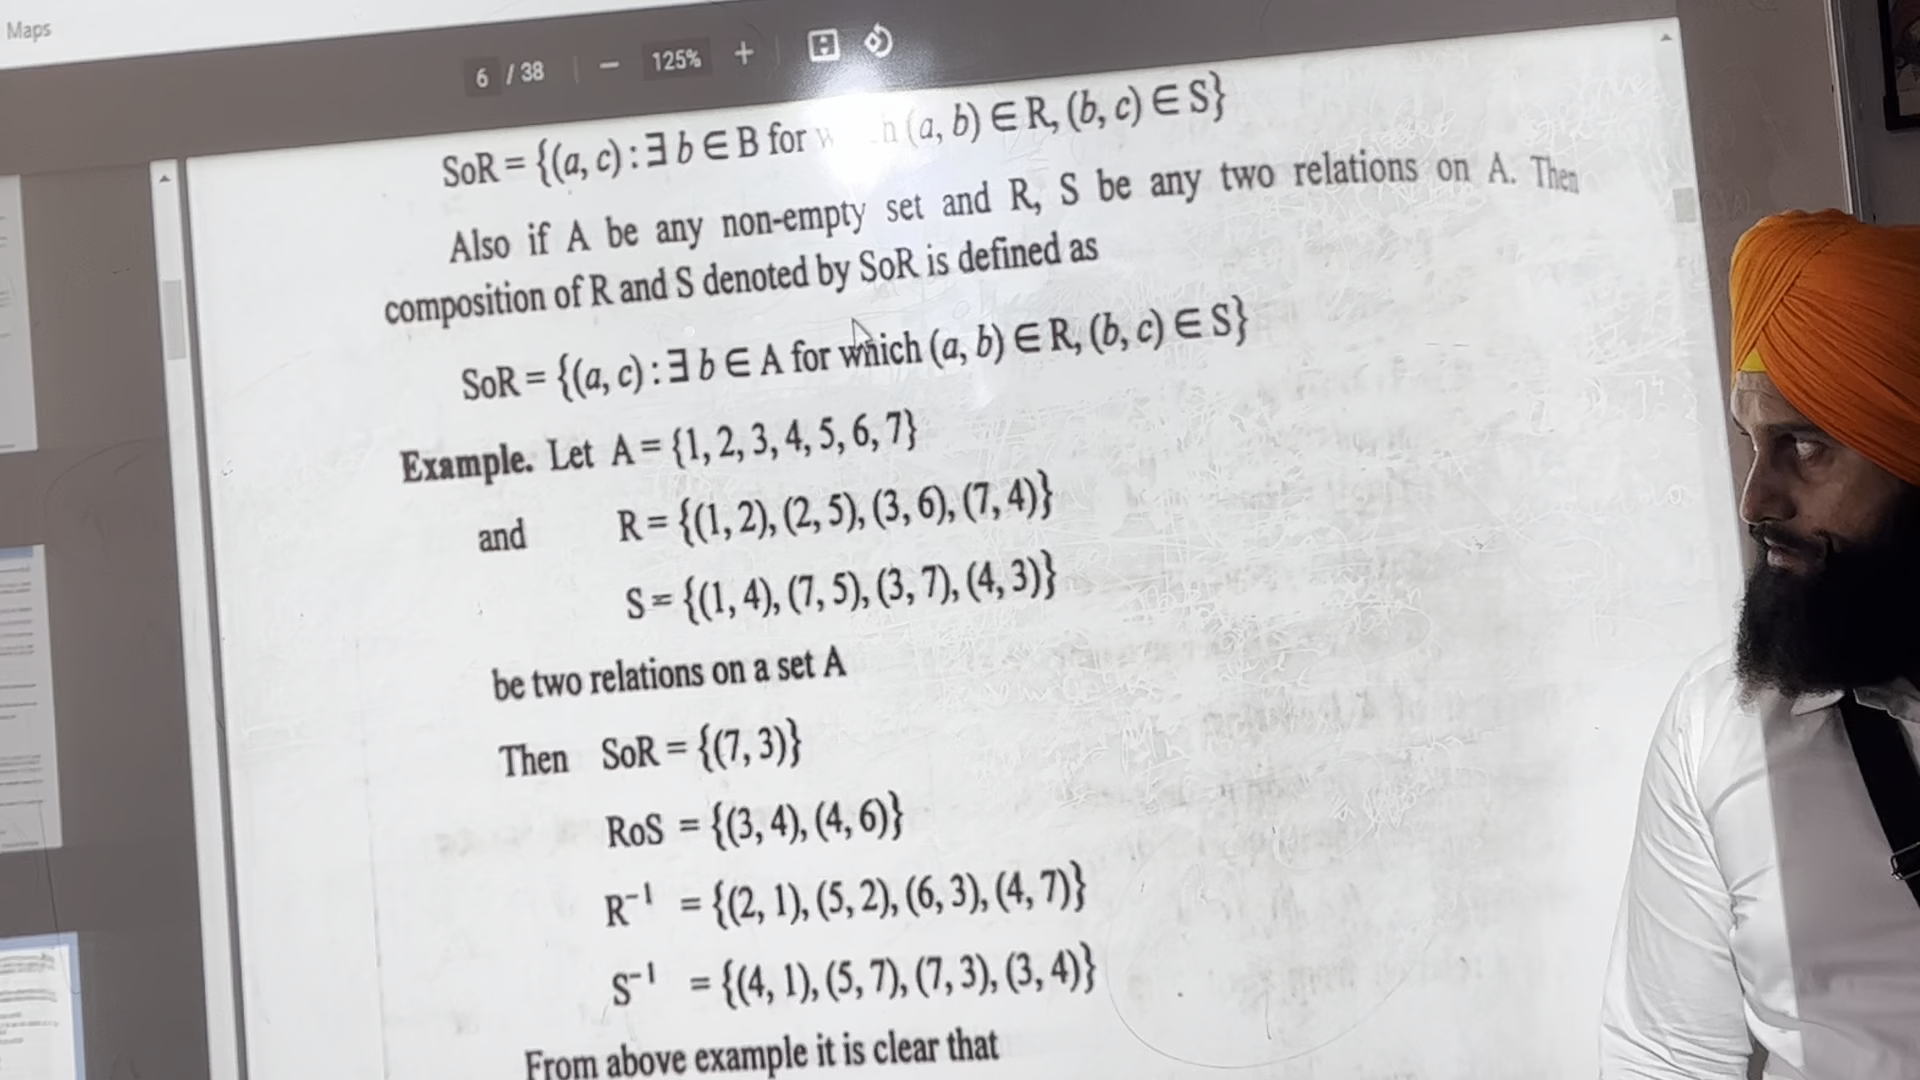 Maps
6 / 38 − 125% +
SoR = {(a, c) : ∃ b ∈ B for h (a, b) ∈ R, (b, c) ∈ S}
Also if A be any non-empty set and R, S be any two relations on A. Then
composition of R and S denoted by SoR is defined as
SoR = {(a, c) : ∃ b ∈ A for which (a, b) ∈ R, (b, c) ∈ S}
Example. Let A = {1, 2, 3, 4, 5, 6, 7}
and R = {(1, 2), (2, 5), (3, 6), (7, 4)}
S = {(1, 4), (7, 5), (3, 7), (4, 3)}
be two relations on a set A
Then SoR = {(7, 3)}
RoS = {(3, 4), (4, 6)}
R⁻¹ = {(2, 1), (5, 2), (6, 3), (4, 7)}
S⁻¹ = {(4, 1), (5, 7), (7, 3), (3, 4)}
From above example it is clear that